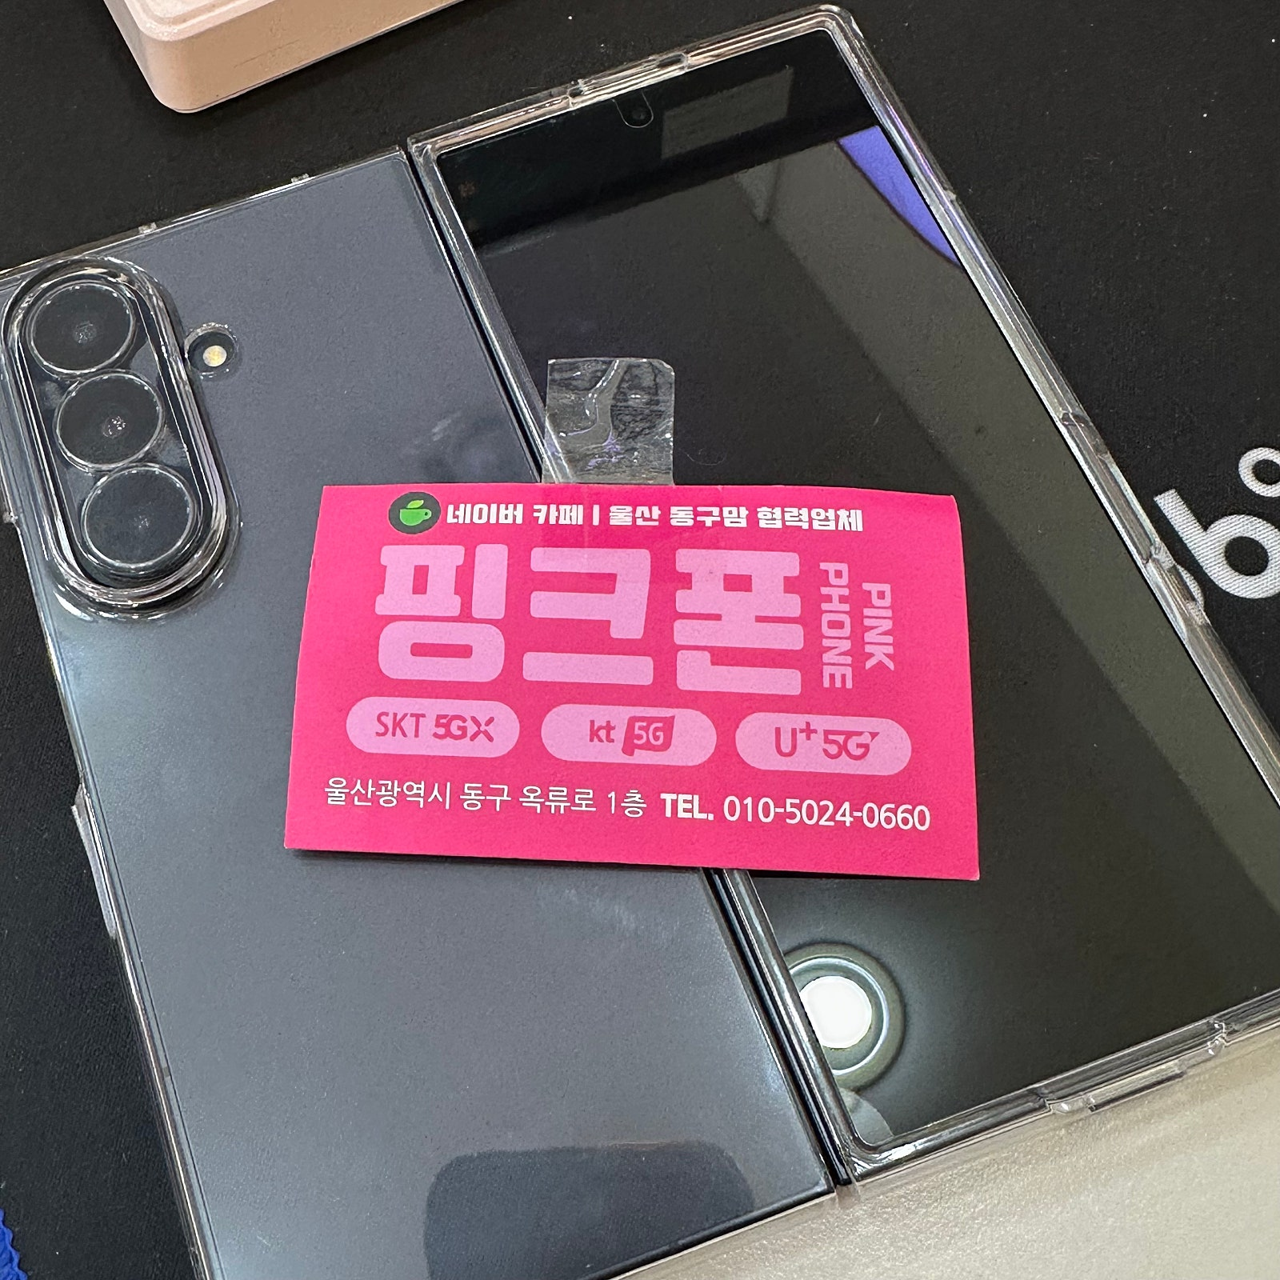 네이버 카페 | 울산 동구맘 협력업체
핑크폰
PINK
PHONE
SKT 5GX
kt 5G
U+5G
울산광역시 동구 옥류로 1층 TEL. 010-5024-0660